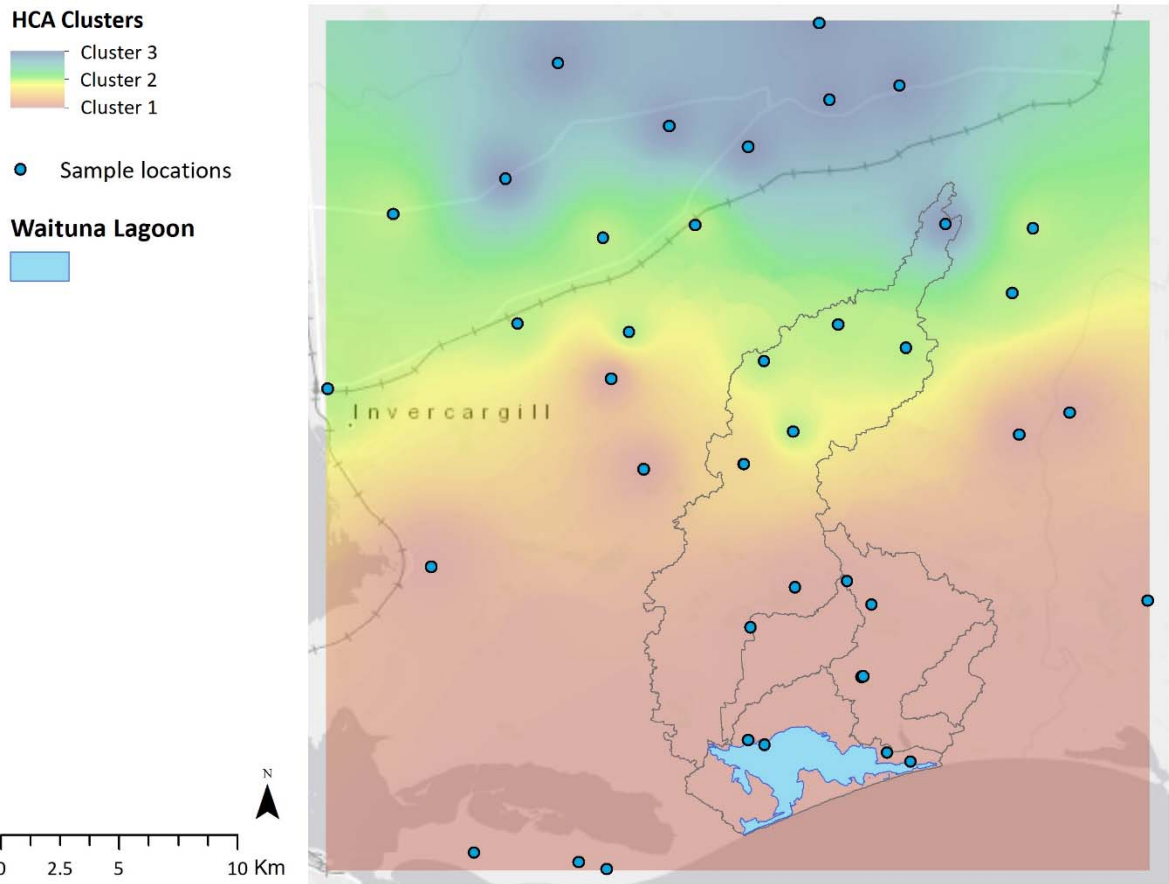 HCA Clusters
Cluster 3
Cluster 2
Cluster 1
Sample locations
Waituna Lagoon
Invercargill
N
0 2.5 5 10 Km